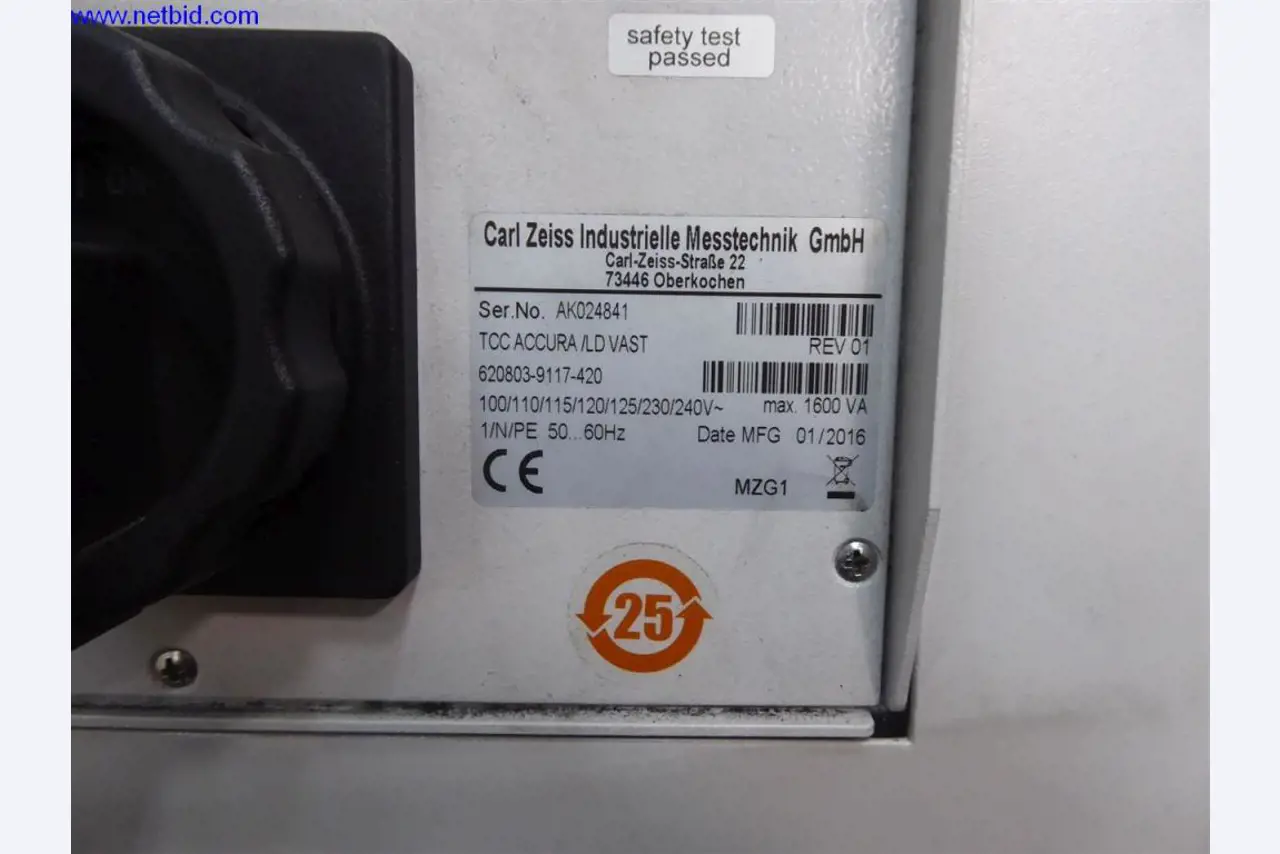 www.netbid.com
safety test
passed
Carl Zeiss Industrielle Messtechnik GmbH
Carl-Zeiss-Straße 22
73446 Oberkochen
Ser.No. AK024841
TCC ACCURA /LD VAST REV 01
620803-9117-420
100/110/115/120/125/230/240V~ max. 1600 VA
1/N/PE 50...60Hz Date MFG 01/2016
CE MZG1
25